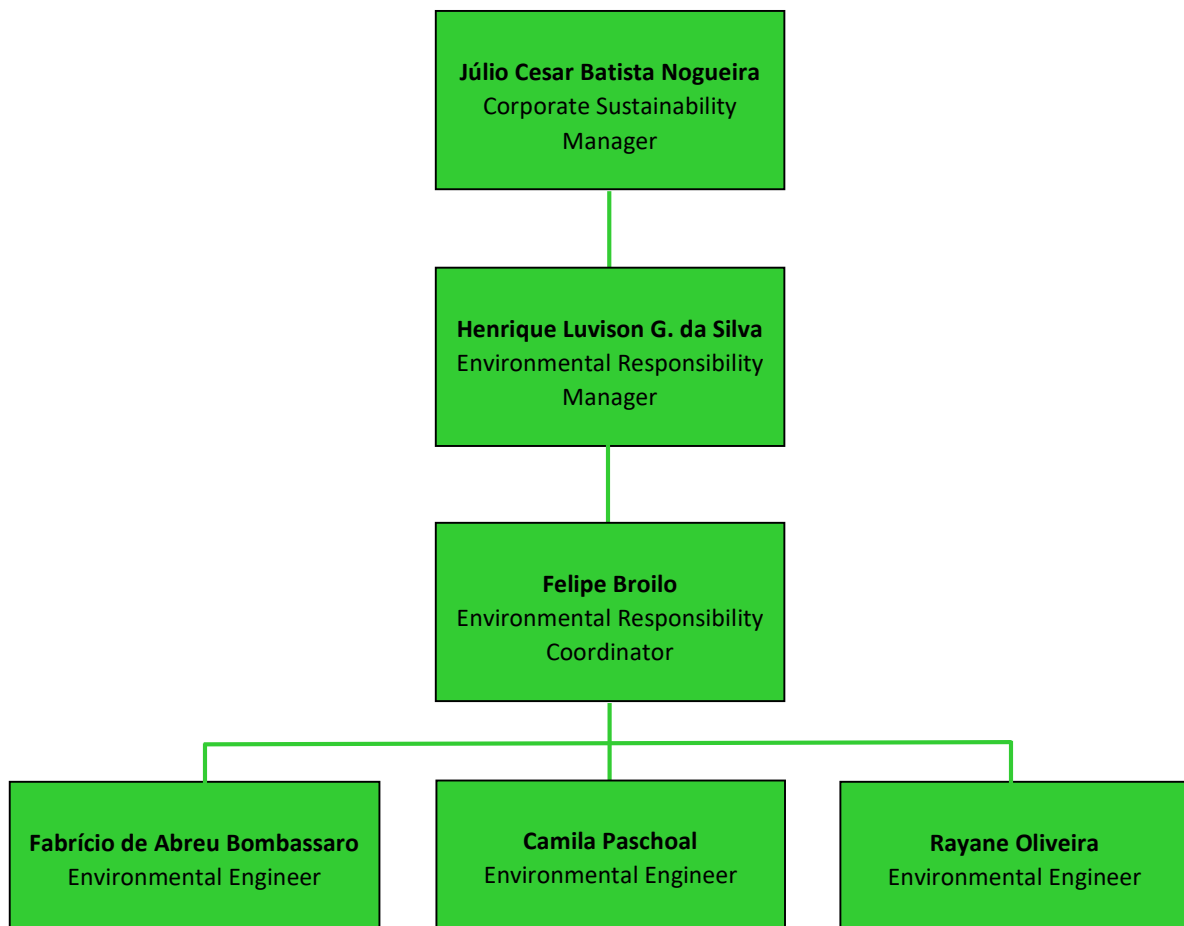 Júlio Cesar Batista Nogueira
Corporate Sustainability
Manager
Henrique Luvison G. da Silva
Environmental Responsibility
Manager
Felipe Broilo
Environmental Responsibility
Coordinator
Fabrício de Abreu Bombassaro
Environmental Engineer
Camila Paschoal
Environmental Engineer
Rayane Oliveira
Environmental Engineer